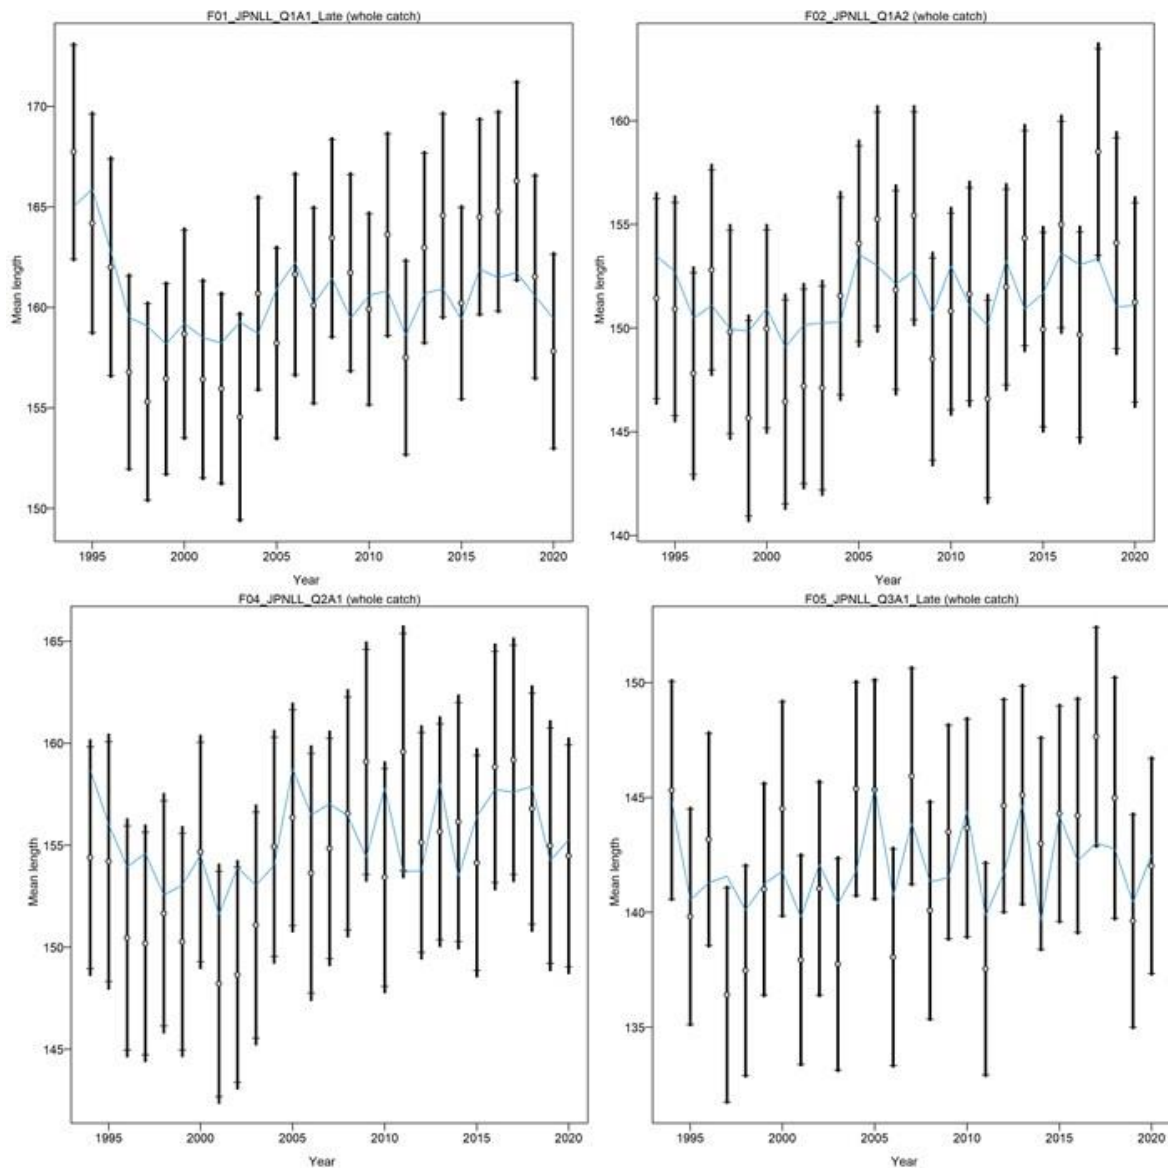 F01_JPNLL_Q1A1_Late (whole catch)
170
165
160
155
150
Mean length
1995 2000 2005 2010 2015 2020
Year
F02_JPNLL_Q1A2 (whole catch)
160
155
150
145
140
Mean length
1995 2000 2005 2010 2015 2020
Year
F04_JPNLL_Q2A1 (whole catch)
165
160
155
150
145
Mean length
1995 2000 2005 2010 2015 2020
Year
F05_JPNLL_Q3A1_Late (whole catch)
150
145
140
135
Mean length
1995 2000 2005 2010 2015 2020
Year